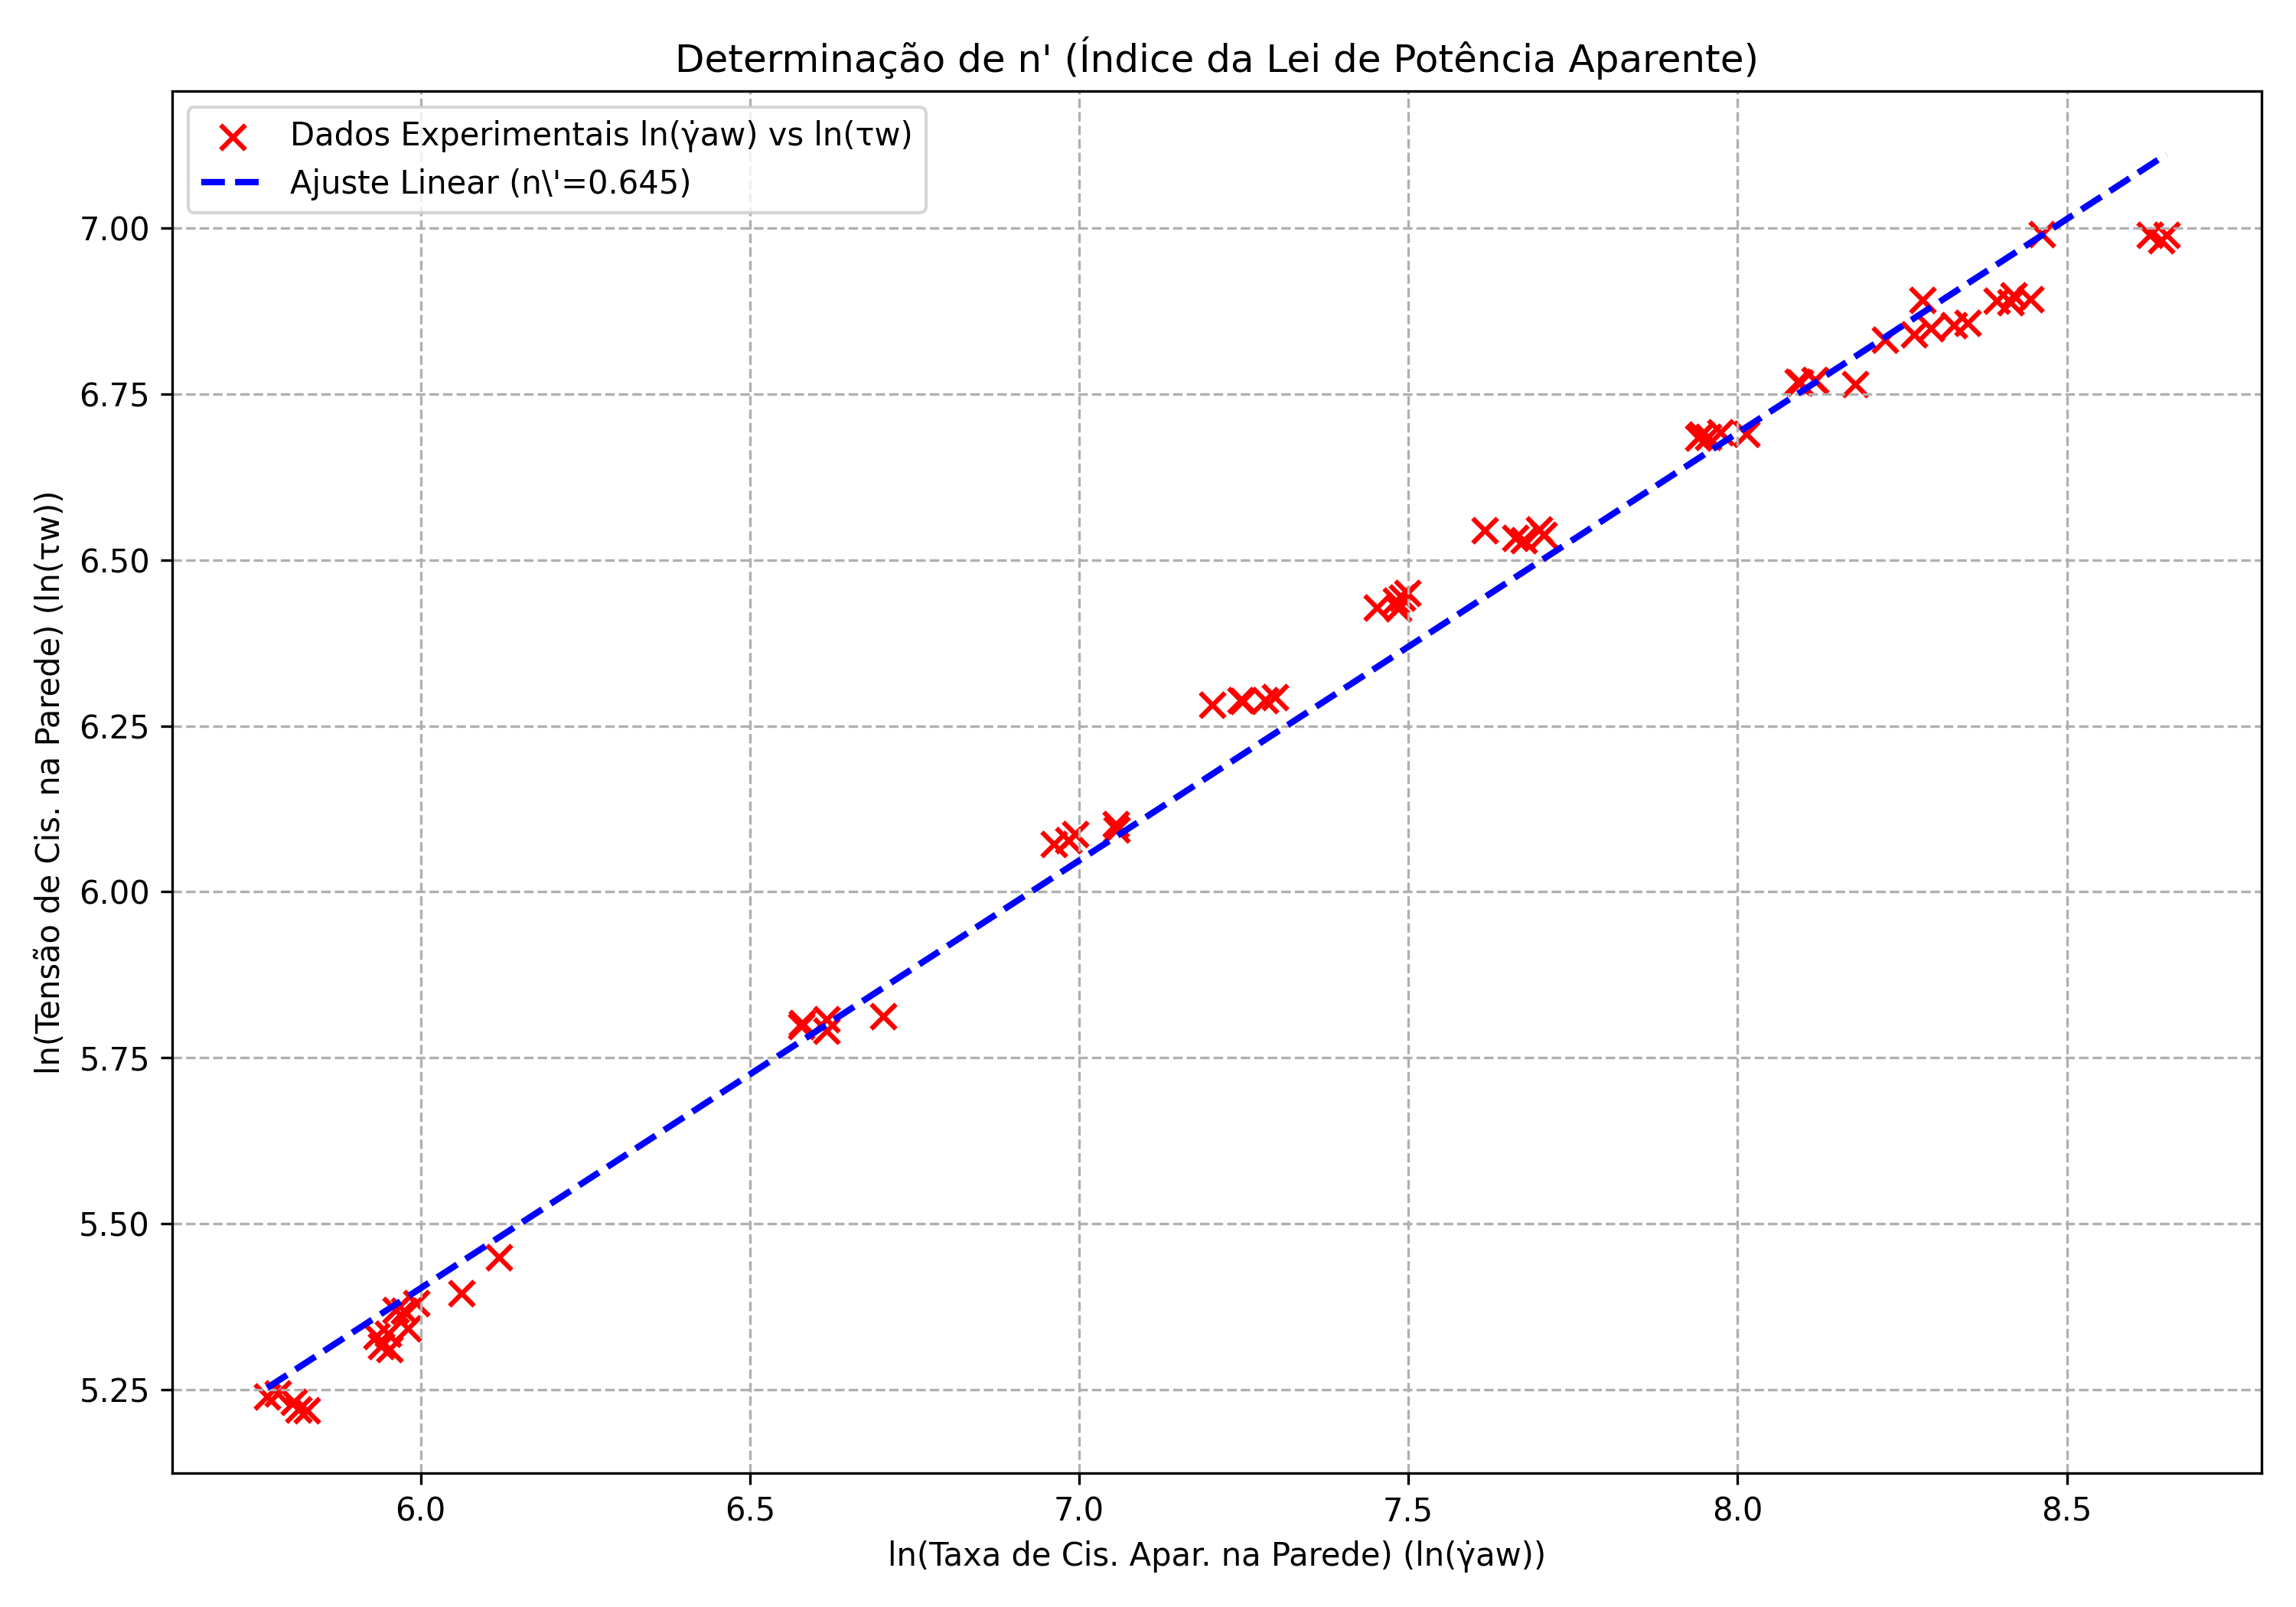 Determinação de n' (Índice da Lei de Potência Aparente)
Dados Experimentais ln(γ̇aw) vs ln(τw)
Ajuste Linear (n\'=0.645)
ln(Tensão de Cis. na Parede) (ln(τw))
7.00
6.75
6.50
6.25
6.00
5.75
5.50
5.25
6.0 6.5 7.0 7.5 8.0 8.5
ln(Taxa de Cis. Apar. na Parede) (ln(γ̇aw))